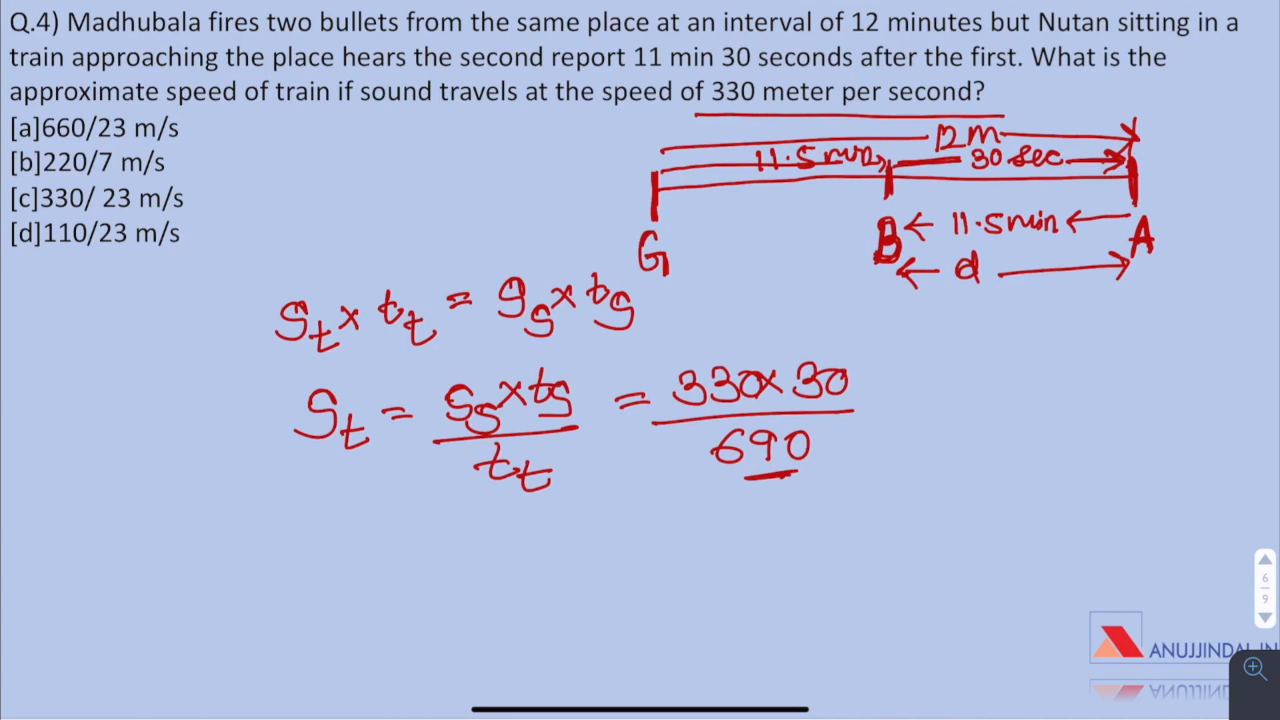 Q.4) Madhubala fires two bullets from the same place at an interval of 12 minutes but Nutan sitting in a
train approaching the place hears the second report 11 min 30 seconds after the first. What is the
approximate speed of train if sound travels at the speed of 330 meter per second?
[a]660/23 m/s
[b]220/7 m/s
[c]330/ 23 m/s
[d]110/23 m/s
12 m
11.5 min 30 sec
G B 11.5 min A
d
St × tt = Ss × ts
St = Ss × ts / tt = 330 × 30 / 690
6
9
ANUJJINDAL.IN